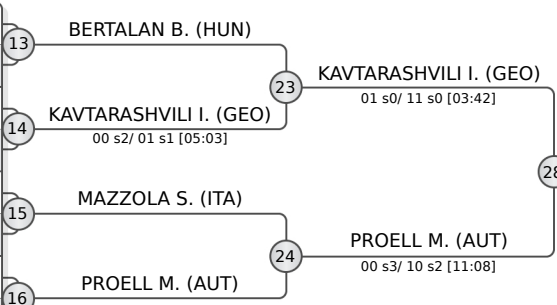 BERTALAN B. (HUN)
13
KAVTARASHVILI I. (GEO)
23
01 s0/ 11 s0 [03:42]
KAVTARASHVILI I. (GEO)
14
00 s2/ 01 s1 [05:03]
28
MAZZOLA S. (ITA)
15
PROELL M. (AUT)
24
00 s3/ 10 s2 [11:08]
PROELL M. (AUT)
16